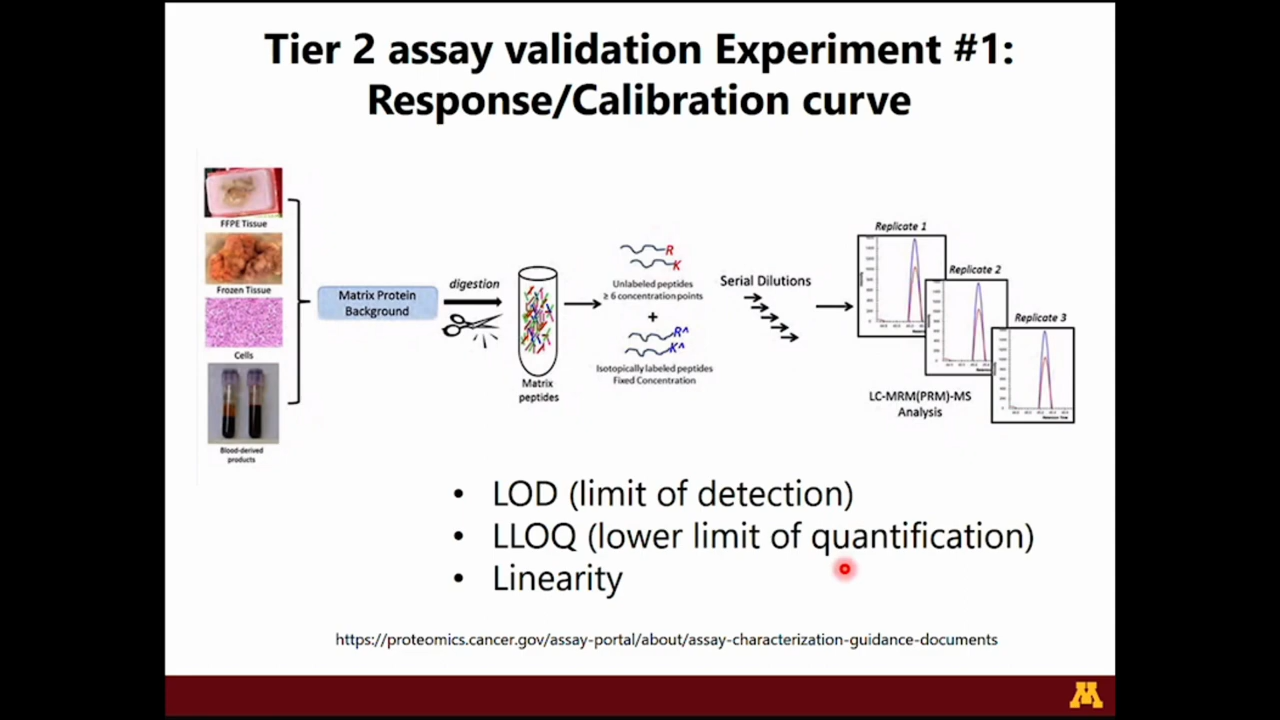 Tier 2 assay validation Experiment #1:
Response/Calibration curve
FFPE Tissue
Frozen Tissue
Cells
Blood-derived
products
Matrix Protein
Background
digestion
Matrix
peptides
R
K
Unlabeled peptides
≥ 6 concentration points
+
R^
K^
Isotopically labeled peptides
Fixed Concentration
Serial Dilutions
Replicate 1
Replicate 2
Replicate 3
LC-MRM(PRM)-MS
Analysis
• LOD (limit of detection)
• LLOQ (lower limit of quantification)
• Linearity
https://proteomics.cancer.gov/assay-portal/about/assay-characterization-guidance-documents
M